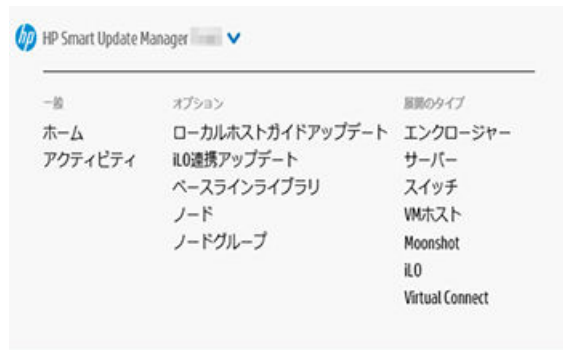 hp HP Smart Update Manager
一般
ホーム
アクティビティ
オプション
ローカルホストガイドアップデート
iLO連携アップデート
ベースラインライブラリ
ノード
ノードグループ
展開のタイプ
エンクロージャー
サーバー
スイッチ
VMホスト
Moonshot
iLO
Virtual Connect